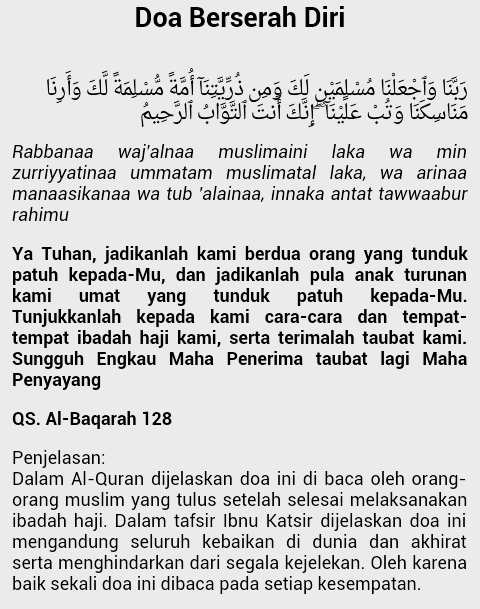 Doa Berserah Diri
رَبَّنَا وَٱجْعَلْنَا مُسْلِمَيْنِ لَكَ وَمِن ذُرِّيَّتِنَآ أُمَّةً مُّسْلِمَةً لَّكَ وَأَرِنَا
مَنَاسِكَنَا وَتُبْ عَلَيْنَآ ۖ إِنَّكَ أَنتَ ٱلتَّوَّابُ ٱلرَّحِيمُ
Rabbanaa waj'alnaa muslimaini laka wa min
zurriyyatinaa ummatam muslimatal laka, wa arinaa
manaasikanaa wa tub 'alainaa, innaka antat tawwaabur
rahimu
Ya Tuhan, jadikanlah kami berdua orang yang tunduk
patuh kepada-Mu, dan jadikanlah pula anak turunan
kami umat yang tunduk patuh kepada-Mu.
Tunjukkanlah kepada kami cara-cara dan tempat-
tempat ibadah haji kami, serta terimalah taubat kami.
Sungguh Engkau Maha Penerima taubat lagi Maha
Penyayang
QS. Al-Baqarah 128
Penjelasan:
Dalam Al-Quran dijelaskan doa ini di baca oleh orang-
orang muslim yang tulus setelah selesai melaksanakan
ibadah haji. Dalam tafsir Ibnu Katsir dijelaskan doa ini
mengandung seluruh kebaikan di dunia dan akhirat
serta menghindarkan dari segala kejelekan. Oleh karena
baik sekali doa ini dibaca pada setiap kesempatan.